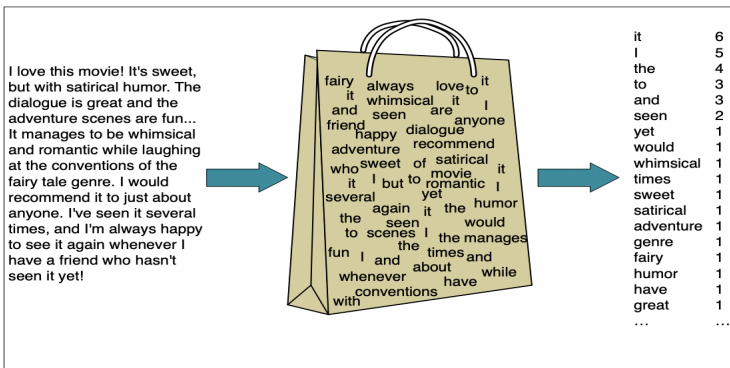 I love this movie! It's sweet,
but with satirical humor. The
dialogue is great and the
adventure scenes are fun...
It manages to be whimsical
and romantic while laughing
at the conventions of the
fairy tale genre. I would
recommend it to just about
anyone. I've seen it several
times, and I'm always happy
to see it again whenever I
have a friend who hasn't
seen it yet!
fairy always love to it
it whimsical it I
and seen are anyone
friend happy dialogue
adventure recommend
who sweet of satirical
it I but to movie it
romantic I
several yet
again it the humor
the seen would
to scenes I the manages
fun the times and
I and about while
whenever have
conventions
with
it 6
I 5
the 4
to 3
and 3
seen 2
yet 1
would 1
whimsical 1
times 1
sweet 1
satirical 1
adventure 1
genre 1
fairy 1
humor 1
have 1
great 1
… …